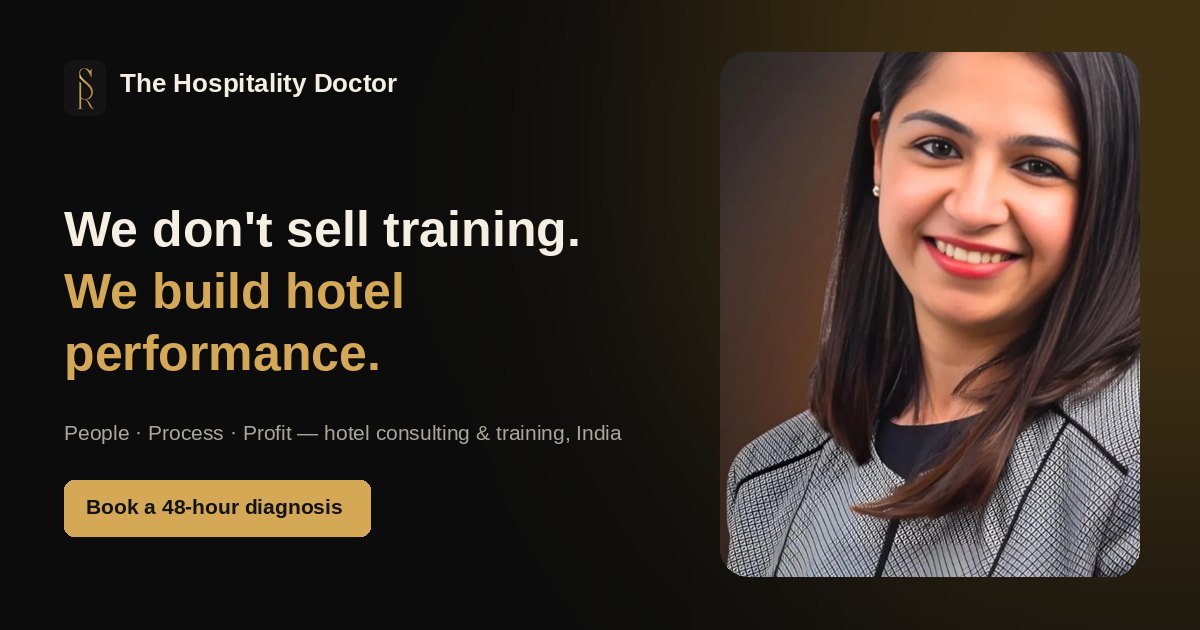 SR
The Hospitality Doctor
We don't sell training.
We build hotel
performance.
People · Process · Profit — hotel consulting & training, India
Book a 48-hour diagnosis